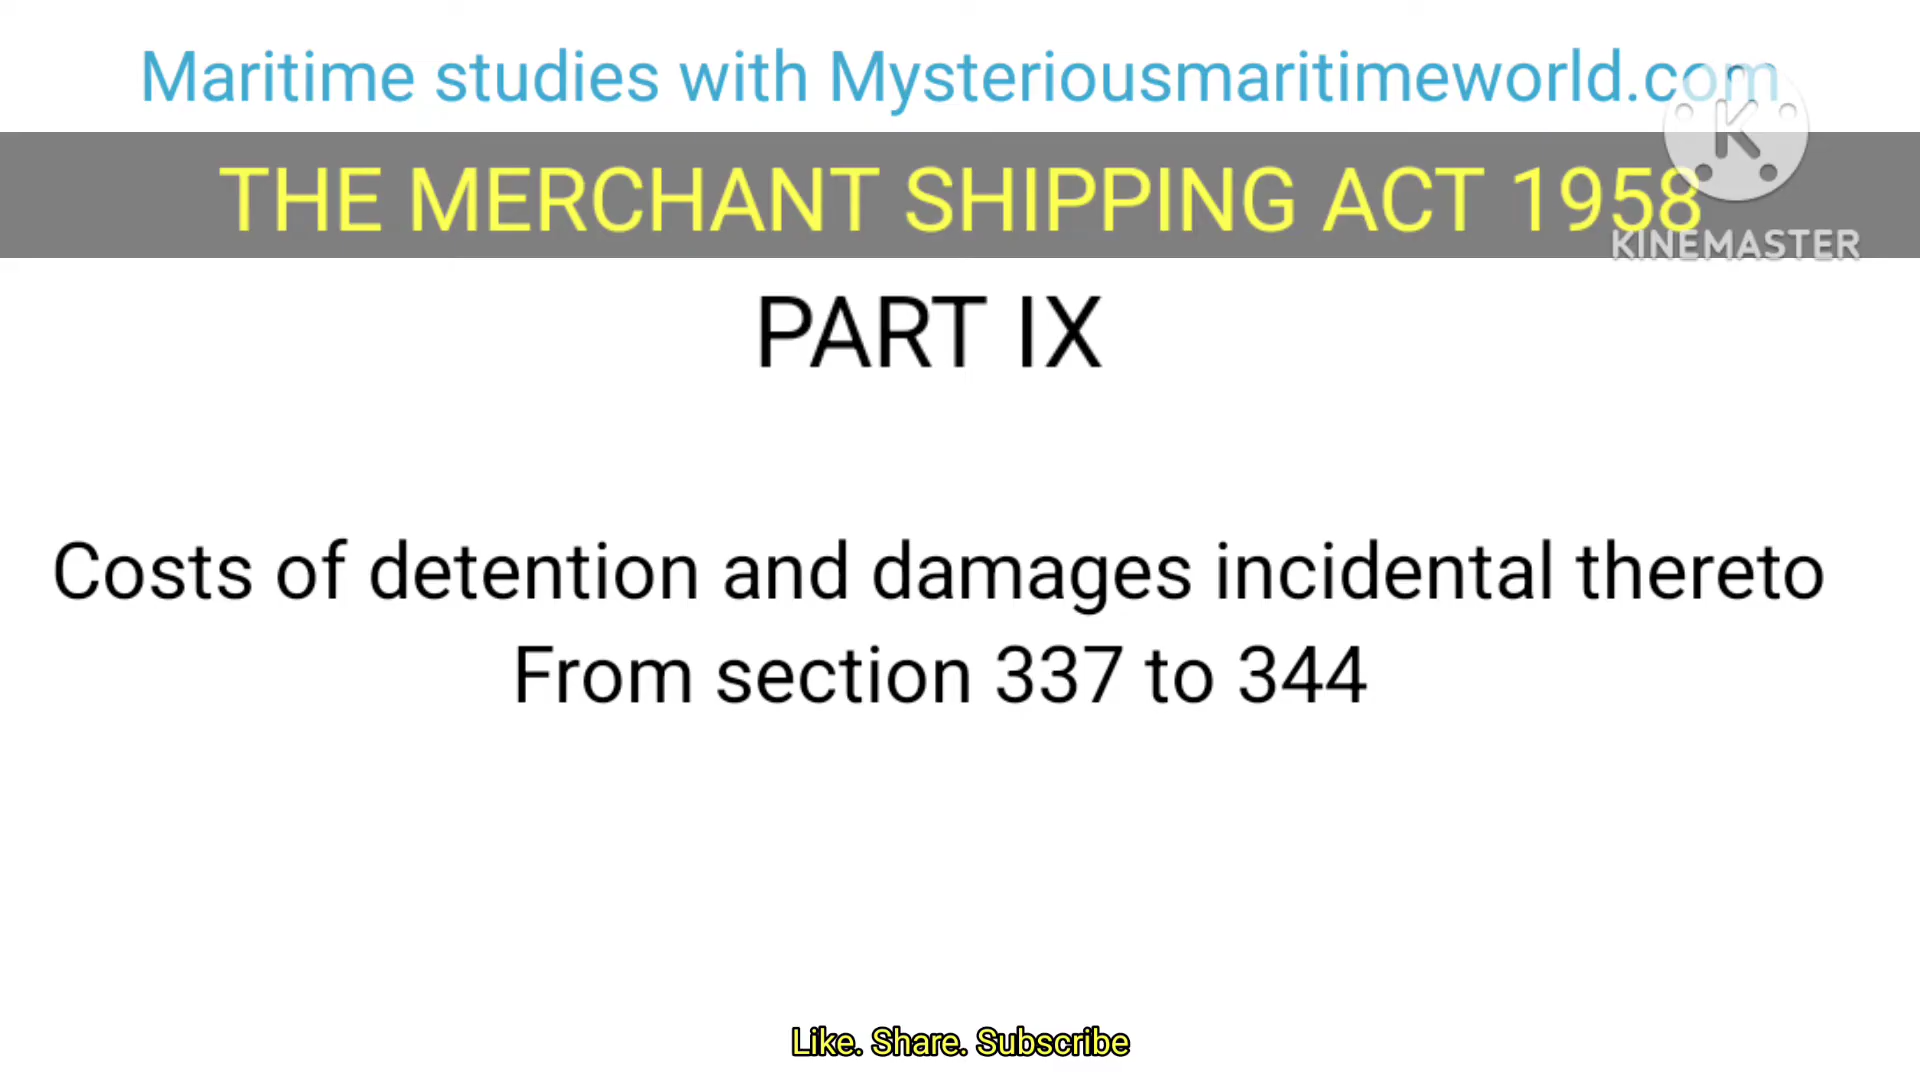 Maritime studies with Mysteriousmaritimeworld.com
THE MERCHANT SHIPPING ACT 1958
K
KINEMASTER
PART IX
Costs of detention and damages incidental thereto
From section 337 to 344
Like. Share. Subscribe